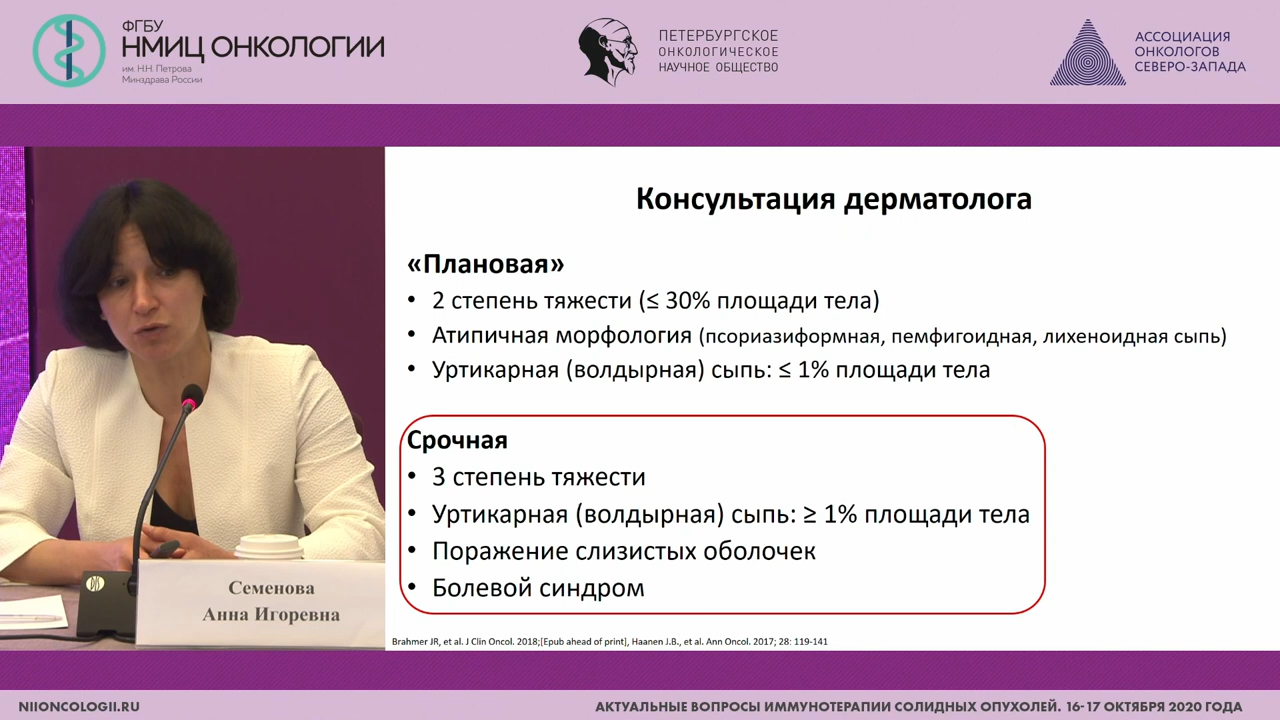 ФГБУ
НМИЦ ОНКОЛОГИИ
им. Н.Н. Петрова
Минздрава России
ПЕТЕРБУРГСКОЕ
ОНКОЛОГИЧЕСКОЕ
НАУЧНОЕ ОБЩЕСТВО
АССОЦИАЦИЯ
ОНКОЛОГОВ
СЕВЕРО-ЗАПАДА
Консультация дерматолога
«Плановая»
• 2 степень тяжести (≤ 30% площади тела)
• Атипичная морфология (псориазиформная, пемфигоидная, лихеноидная сыпь)
• Уртикарная (волдырная) сыпь: ≤ 1% площади тела
Срочная
• 3 степень тяжести
• Уртикарная (волдырная) сыпь: ≥ 1% площади тела
• Поражение слизистых оболочек
• Болевой синдром
Семенова
Анна Игоревна
Brahmer JR, et al. J Clin Oncol. 2018;[Epub ahead of print], Haanen J.B., et al. Ann Oncol. 2017; 28: 119-141
NIIONCOLOGII.RU
АКТУАЛЬНЫЕ ВОПРОСЫ ИММУНОТЕРАПИИ СОЛИДНЫХ ОПУХОЛЕЙ. 16-17 ОКТЯБРЯ 2020 ГОДА